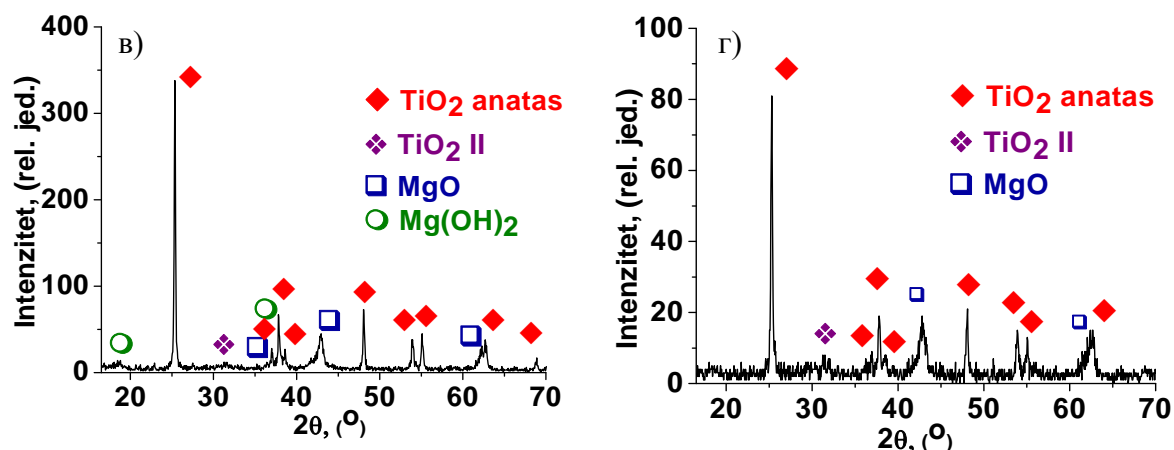 в)
400
300
200
100
0
Intenzitet, (rel. jed.)
TiO2 anatas
TiO2 II
MgO
Mg(OH)2
20 30 40 50 60 70
2θ, (º)
г)
100
80
60
40
20
0
Intenzitet, (rel. jed.)
TiO2 anatas
TiO2 II
MgO
20 30 40 50 60 70
2θ, (º)